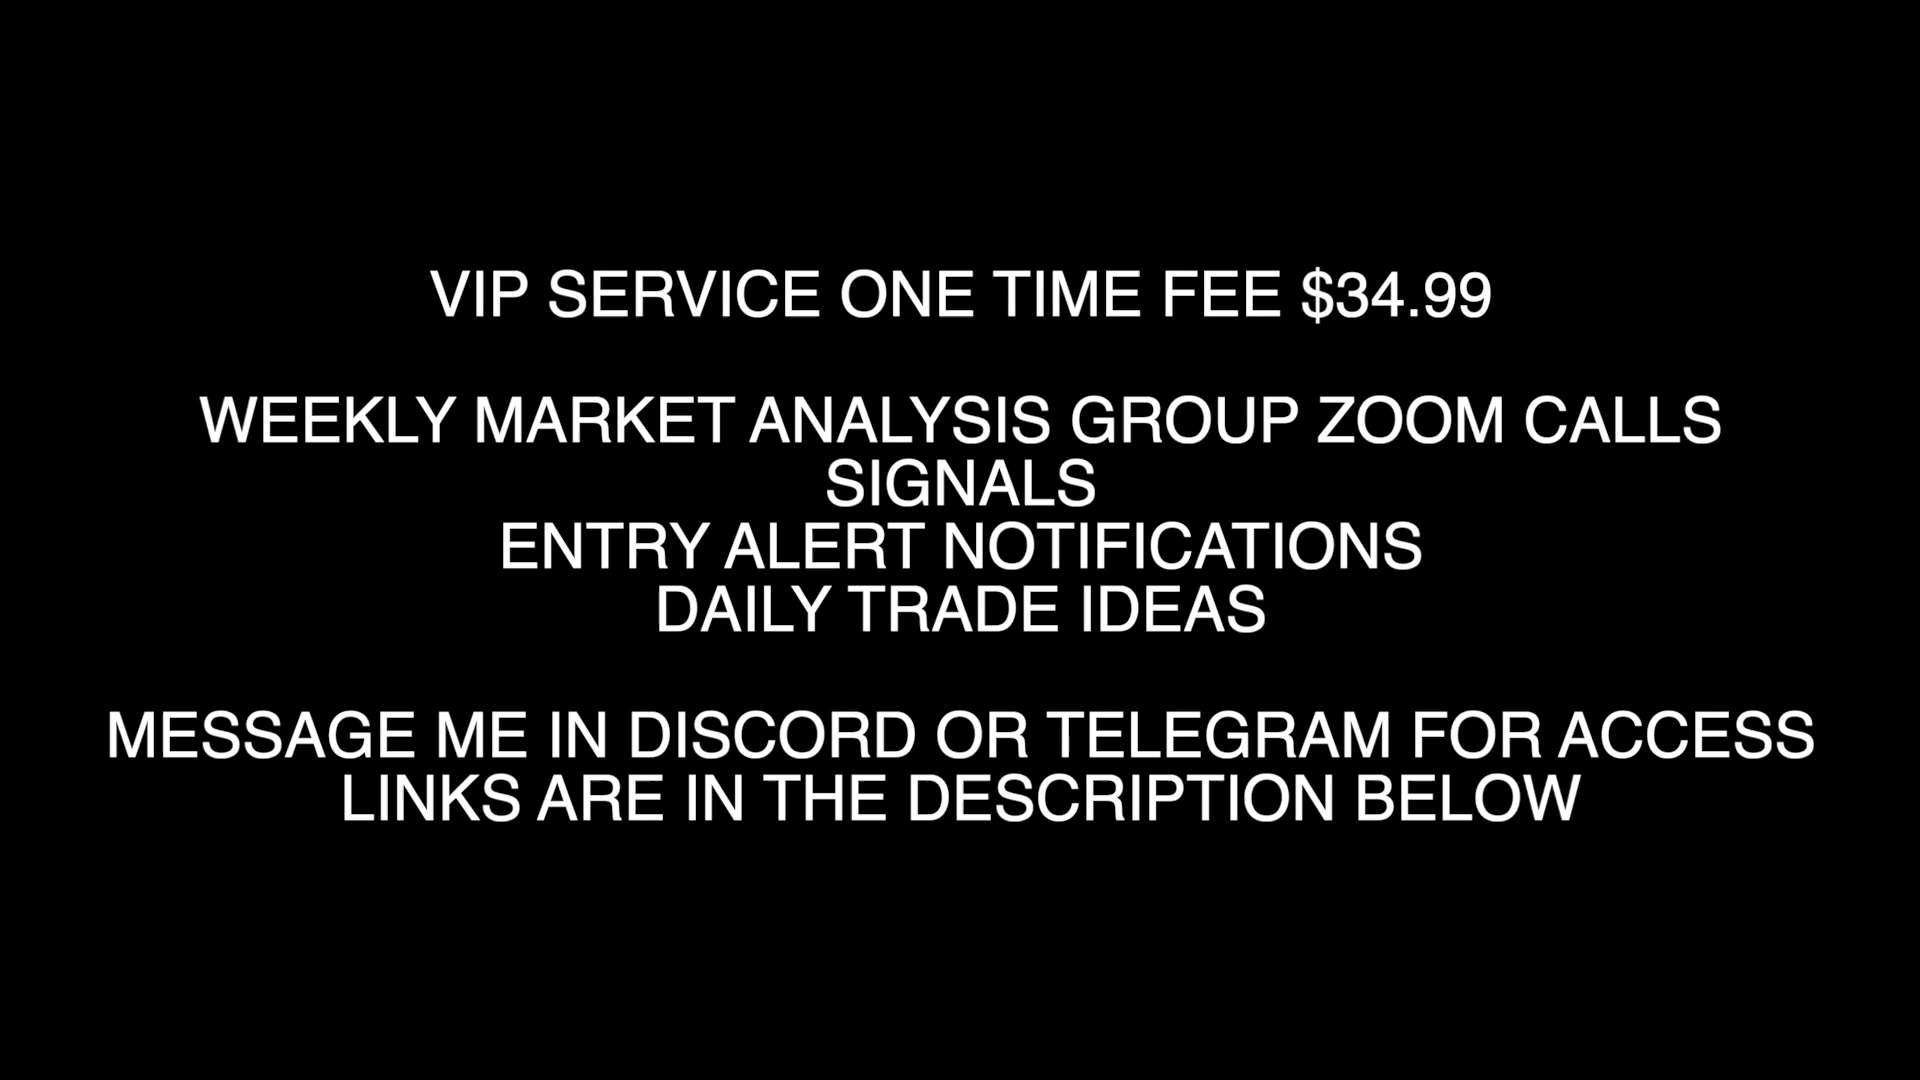 VIP SERVICE ONE TIME FEE $34.99
WEEKLY MARKET ANALYSIS GROUP ZOOM CALLS
SIGNALS
ENTRY ALERT NOTIFICATIONS
DAILY TRADE IDEAS
MESSAGE ME IN DISCORD OR TELEGRAM FOR ACCESS
LINKS ARE IN THE DESCRIPTION BELOW